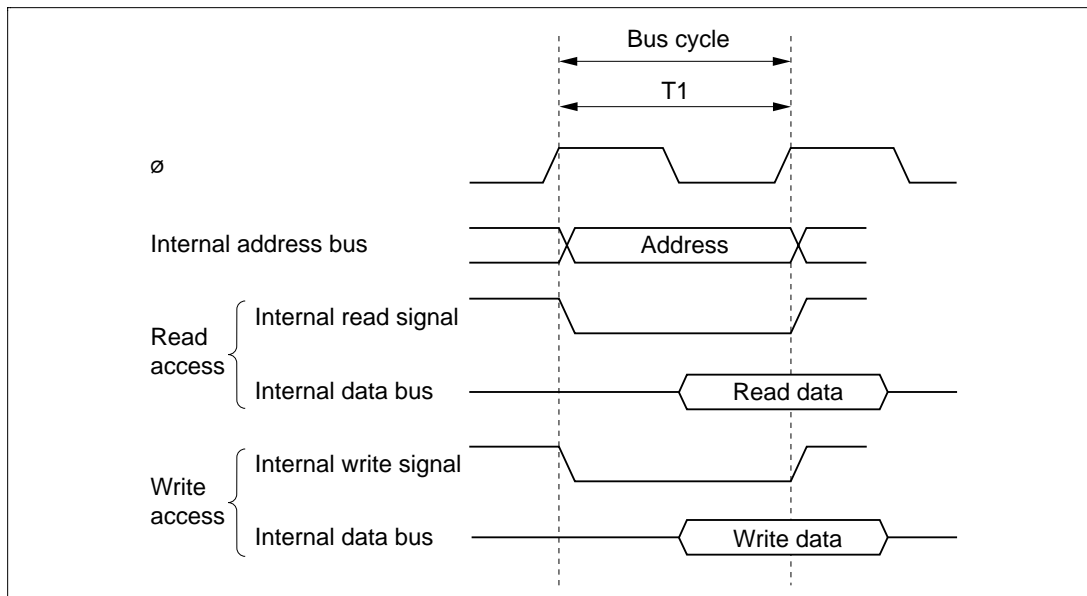 Bus cycle
T1
ø
Internal address bus
Address
Read
access
Internal read signal
Internal data bus
Read data
Write
access
Internal write signal
Internal data bus
Write data